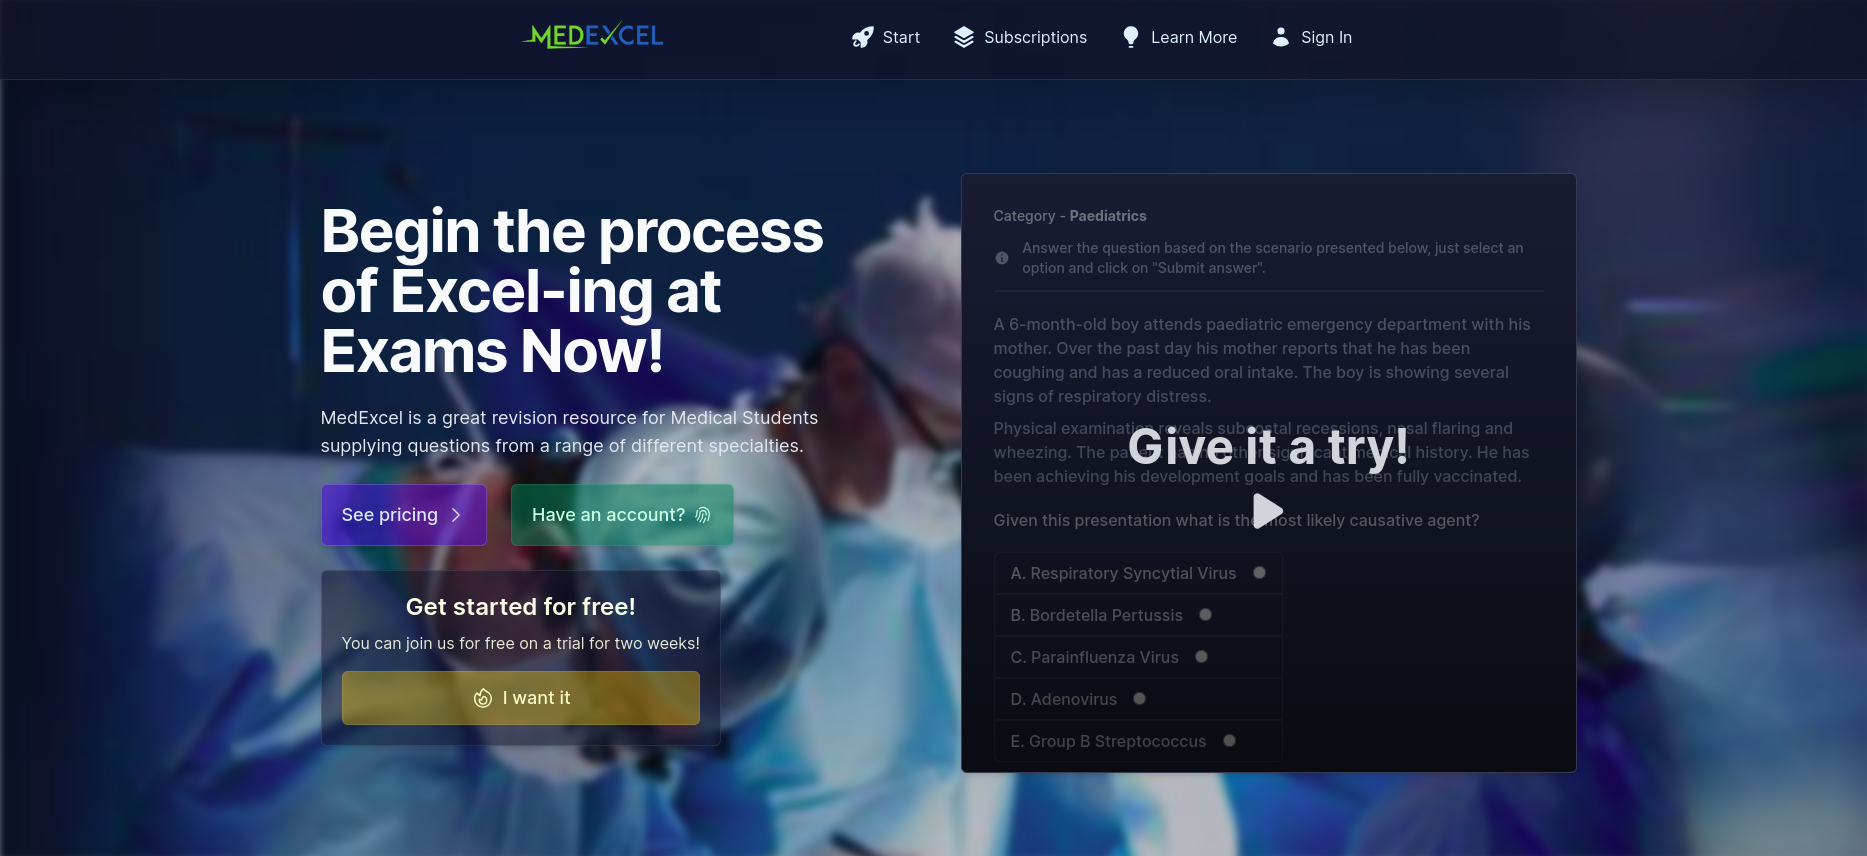 MEDEXCEL
Start
Subscriptions
Learn More
Sign In
Begin the process
of Excel-ing at
Exams Now!
MedExcel is a great revision resource for Medical Students
supplying questions from a range of different specialties.
See pricing
Have an account?
Get started for free!
You can join us for free on a trial for two weeks!
I want it
Category - Paediatrics
Answer the question based on the scenario presented below, just select an
option and click on "Submit answer".
A 6-month-old boy attends paediatric emergency department with his
mother. Over the past day his mother reports that he has been
coughing and has a reduced oral intake. The boy is showing several
signs of respiratory distress.
Physical examination reveals subcostal recessions, nasal flaring and
Give it a try!
wheezing. The history. He has
been achieving his development goals and has been fully vaccinated.
Given this presentation what is the most likely causative agent?
A. Respiratory Syncytial Virus
B. Bordetella Pertussis
C. Parainfluenza Virus
D. Adenovirus
E. Group B Streptococcus